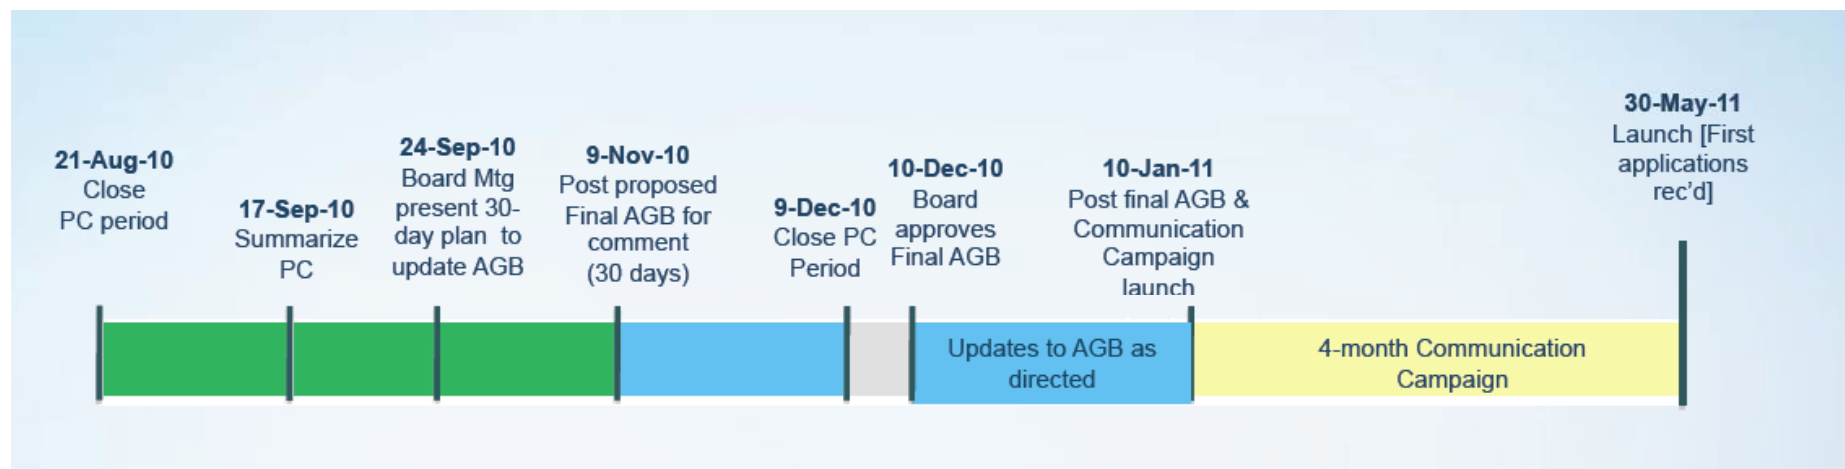 21-Aug-10
Close
PC period
17-Sep-10
Summarize
PC
24-Sep-10
Board Mtg
present 30-
day plan to
update AGB
9-Nov-10
Post proposed
Final AGB for
comment
(30 days)
9-Dec-10
Close PC
Period
10-Dec-10
Board
approves
Final AGB
10-Jan-11
Post final AGB &
Communication
Campaign
launch
30-May-11
Launch [First
applications
rec'd]
Updates to AGB as
directed
4-month Communication
Campaign